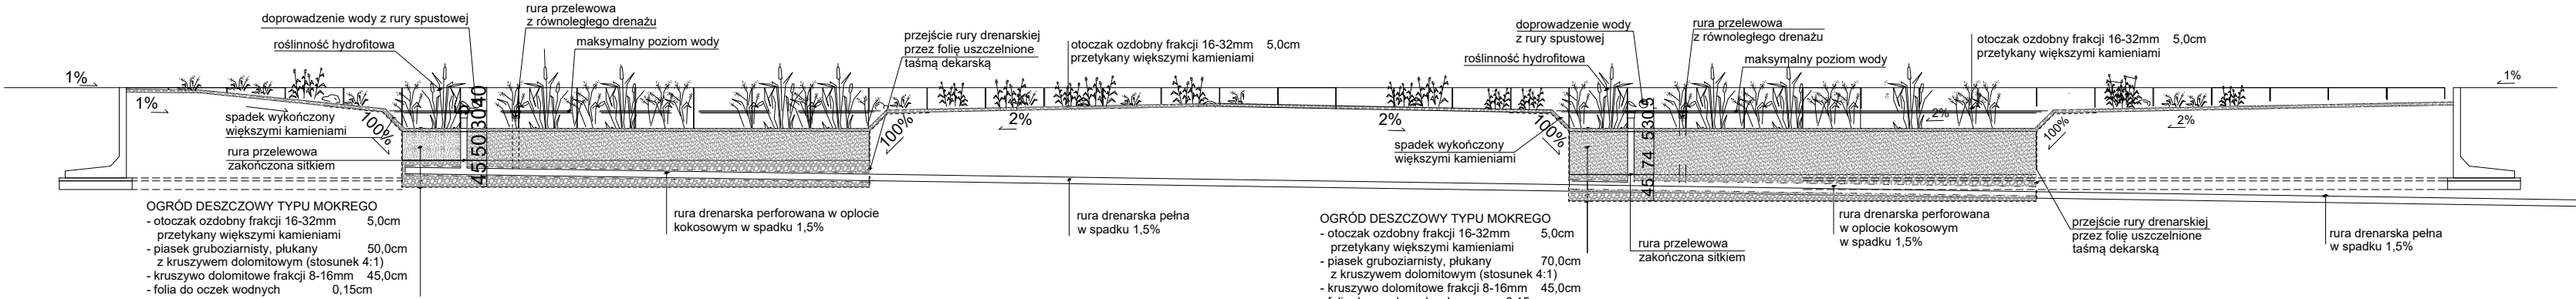 doprowadzenie wody z rury spustowej
rura przelewowa
z równoległego drenażu
roślinność hydrofitowa
maksymalny poziom wody
przejście rury drenarskiej
przez folię uszczelnione
taśmą dekarską
otoczak ozdobny frakcji 16-32mm 5,0cm
przetykany większymi kamieniami
doprowadzenie wody
z rury spustowej
rura przelewowa
z równoległego drenażu
roślinność hydrofitowa
maksymalny poziom wody
otoczak ozdobny frakcji 16-32mm 5,0cm
przetykany większymi kamieniami
1%
1%
spadek wykończony
większymi kamieniami
100%
rura przelewowa
zakończona sitkiem
45 50 30 40
100%
2%
2%
spadek wykończony
większymi kamieniami
100%
2%
100%
2%
1%
OGRÓD DESZCZOWY TYPU MOKREGO
- otoczak ozdobny frakcji 16-32mm 5,0cm
przetykany większymi kamieniami
- piasek gruboziarnisty, płukany 50,0cm
z kruszywem dolomitowym (stosunek 4:1)
- kruszywo dolomitowe frakcji 8-16mm 45,0cm
- folia do oczek wodnych 0,15cm
rura drenarska perforowana w oplocie
kokosowym w spadku 1,5%
rura drenarska pełna
w spadku 1,5%
OGRÓD DESZCZOWY TYPU MOKREGO
- otoczak ozdobny frakcji 16-32mm 5,0cm
przetykany większymi kamieniami
- piasek gruboziarnisty, płukany 70,0cm
z kruszywem dolomitowym (stosunek 4:1)
- kruszywo dolomitowe frakcji 8-16mm 45,0cm
rura przelewowa
zakończona sitkiem
rura drenarska perforowana
w oplocie kokosowym
w spadku 1,5%
przejście rury drenarskiej
przez folię uszczelnione
taśmą dekarską
rura drenarska pełna
w spadku 1,5%